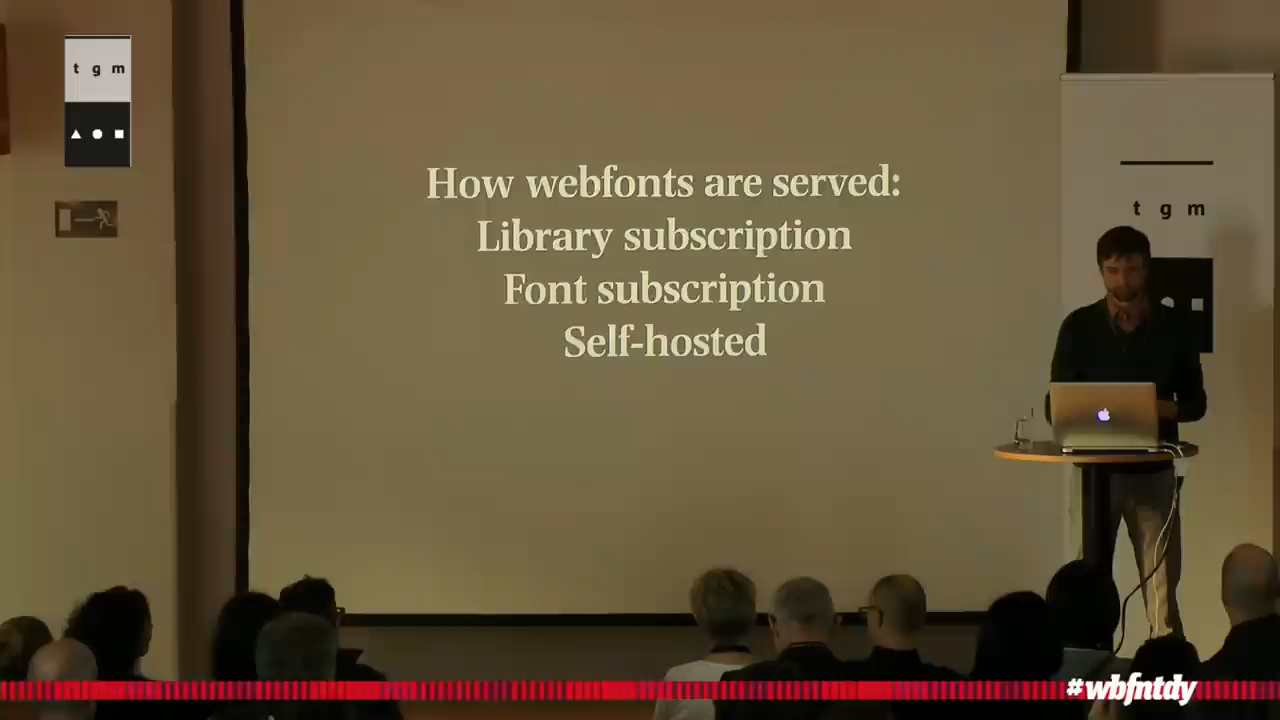 t g m
How webfonts are served:
Library subscription
Font subscription
Self-hosted
t g m
#wbfntdy